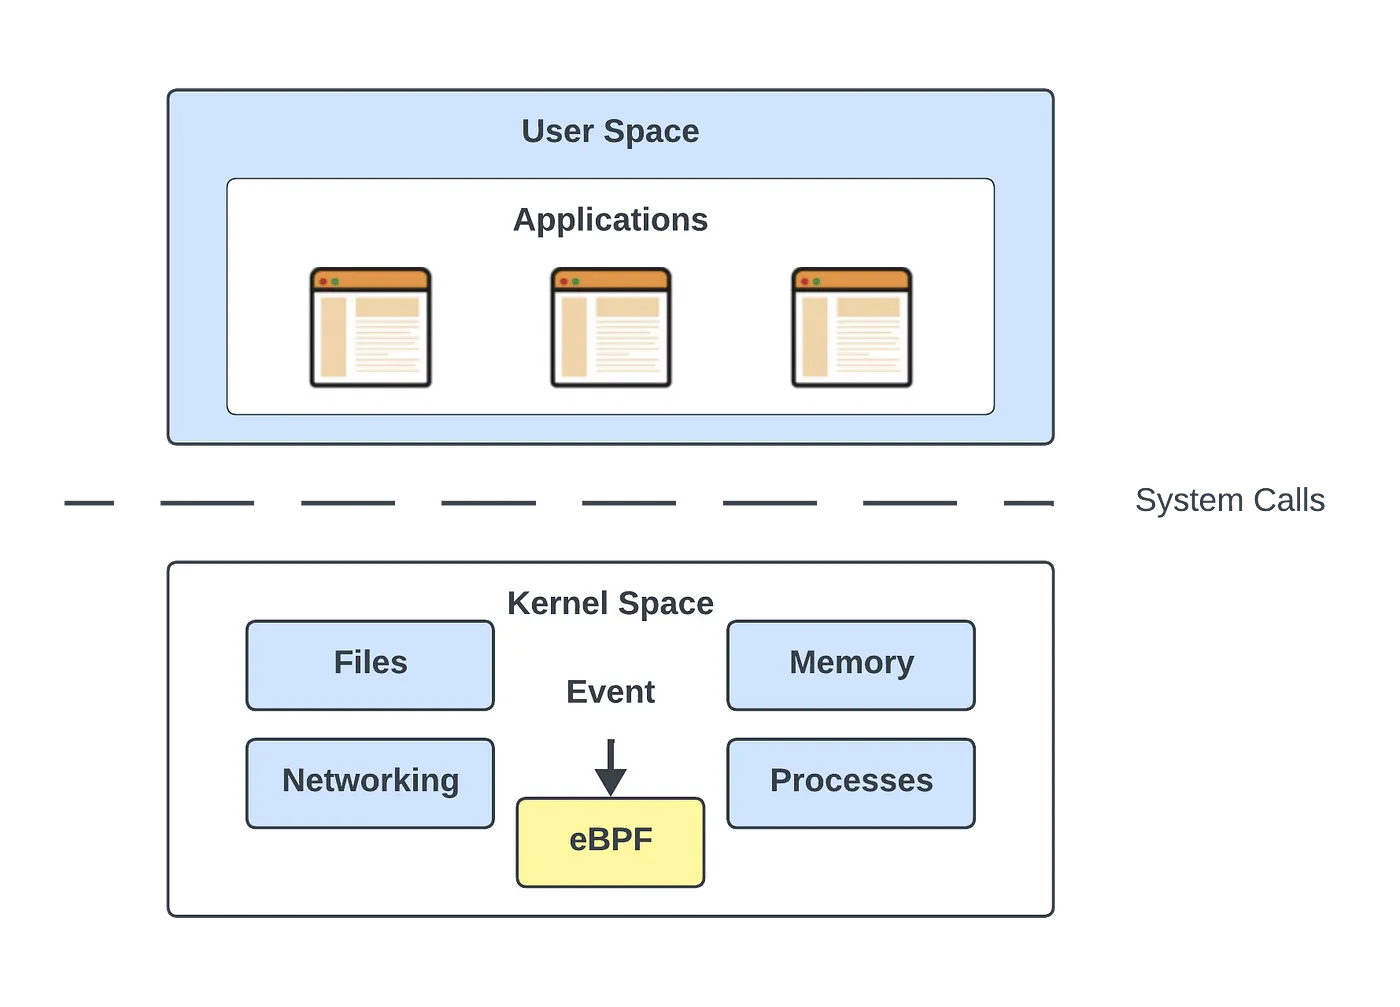 User Space
Applications
System Calls
Kernel Space
Files
Memory
Event
Networking
Processes
eBPF